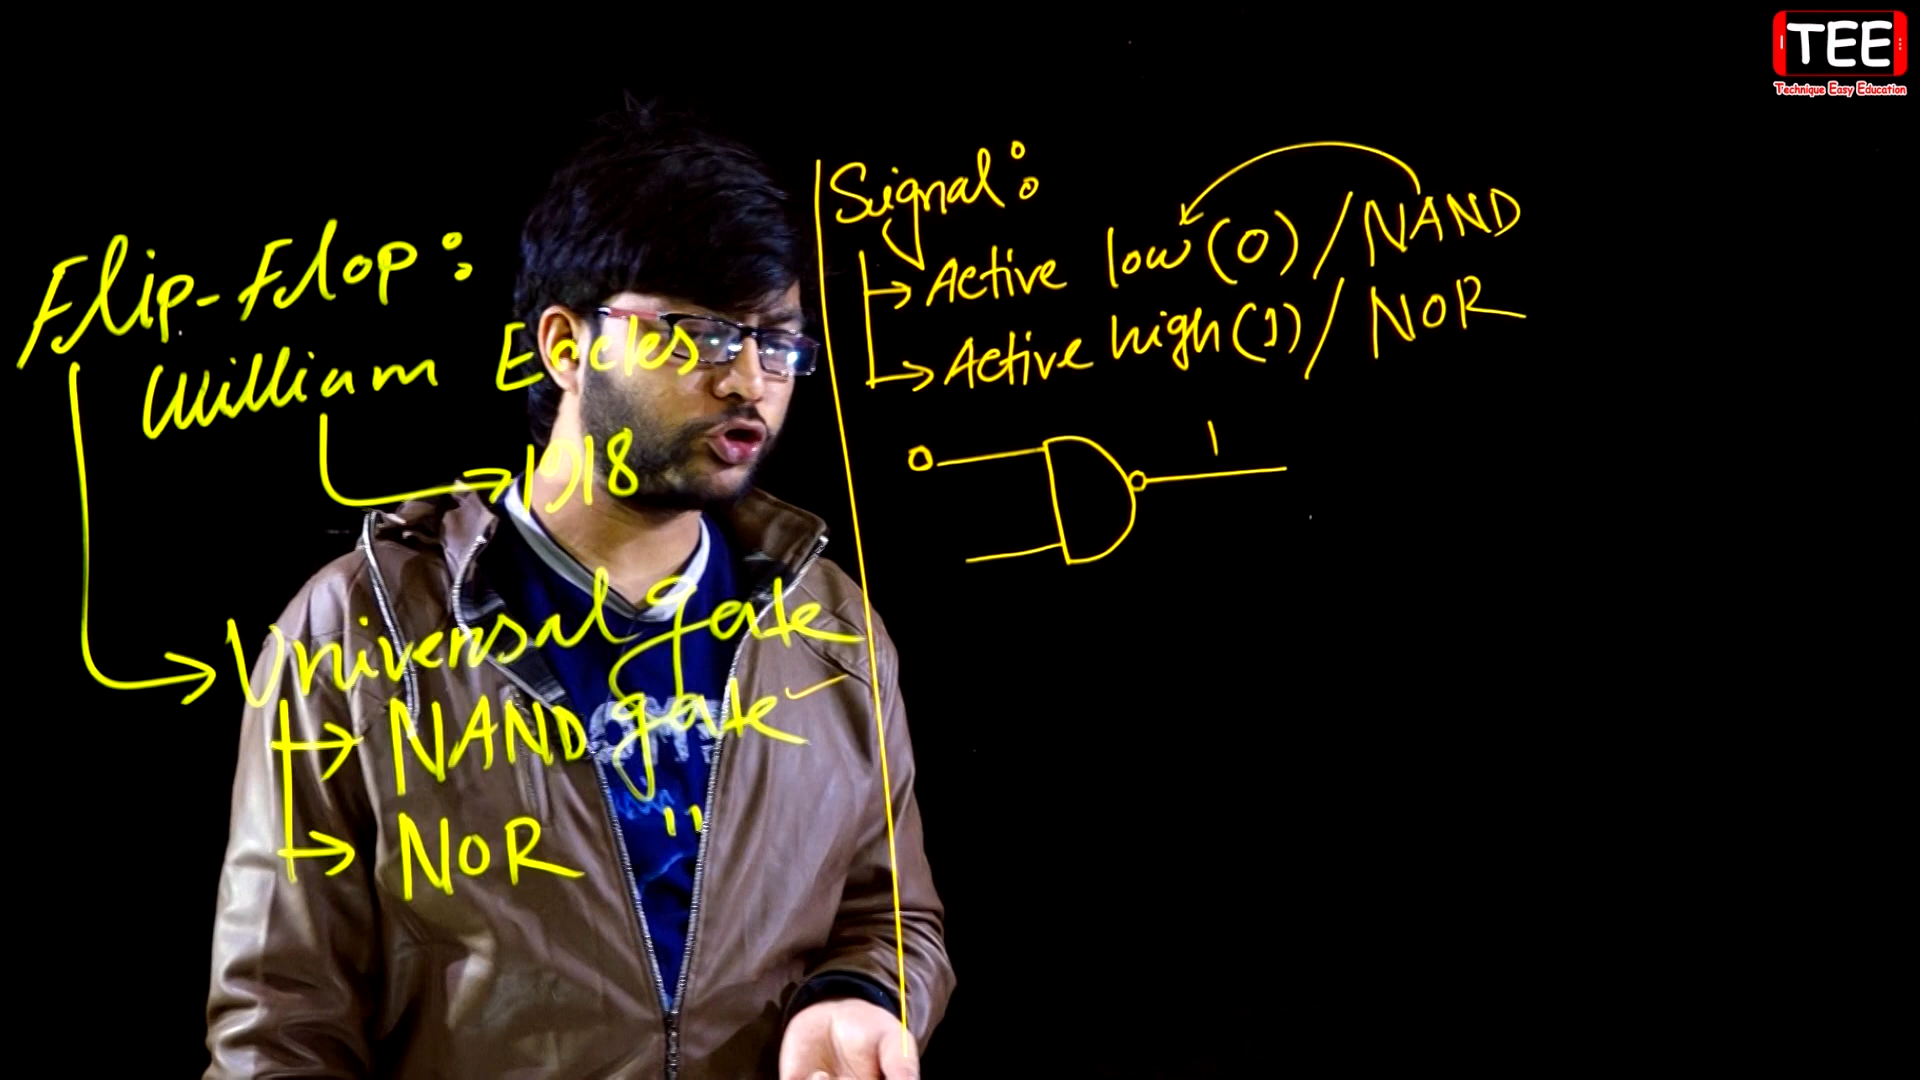 TEE
Technique Easy Education
Flip-Flop:
William Eccles
1918
Universal gate
NAND gate
NOR "
Signal:
Active low (0) / NAND
Active high (1) / NOR
0
1